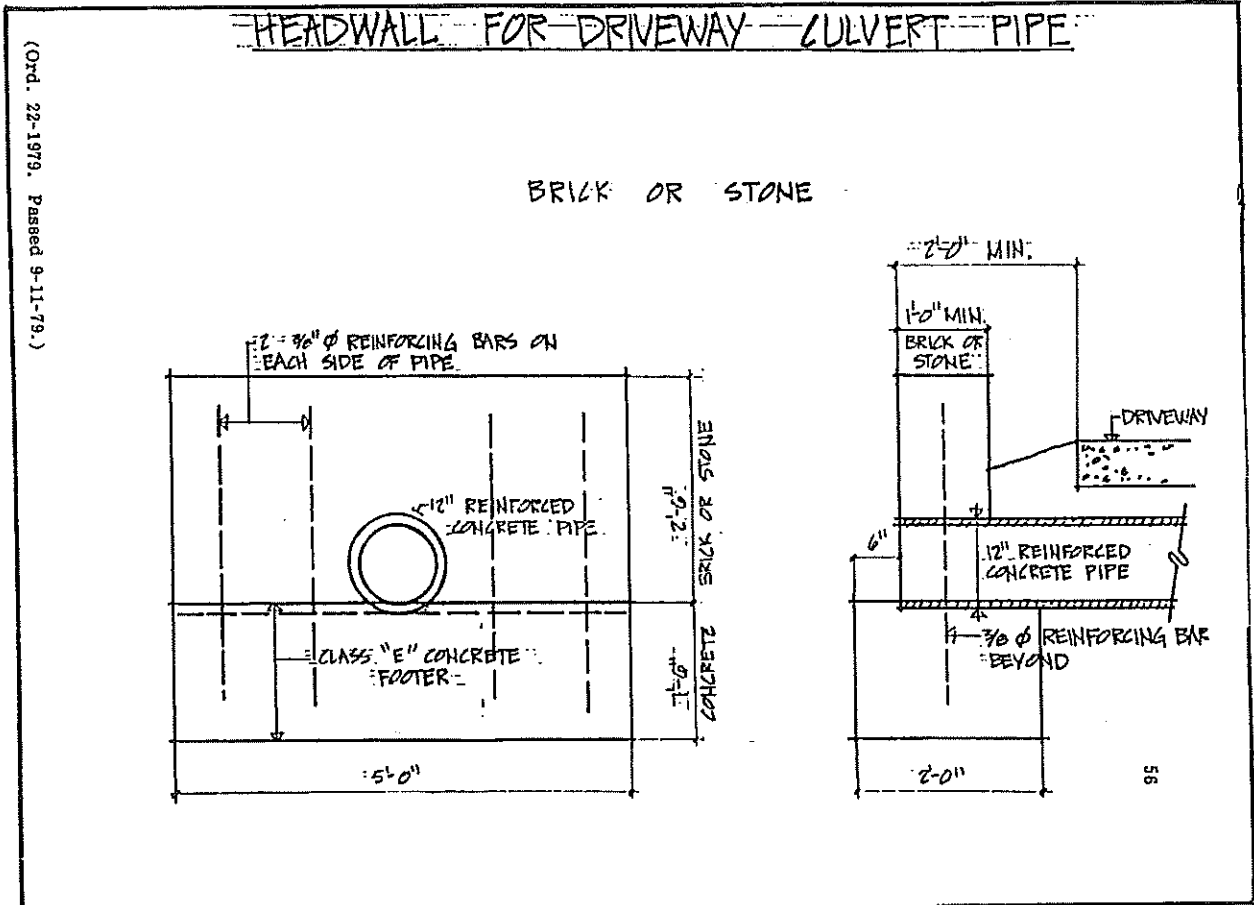 HEADWALL FOR DRIVEWAY CULVERT PIPE
(Ord. 22-1979. Passed 9-11-79.)
BRICK OR STONE
2'-0" MIN.
1'-0" MIN.
BRICK OR
STONE
2 - 3/8" Ø REINFORCING BARS ON
EACH SIDE OF PIPE
DRIVEWAY
BRICK OR STONE
2'-6"
12" REINFORCED
CONCRETE PIPE
6"
12" REINFORCED
CONCRETE PIPE
CLASS "E" CONCRETE
FOOTER
CONCRETE
1'-6"
3/8 Ø REINFORCING BAR
BEYOND
5'-0"
2'-0"
56